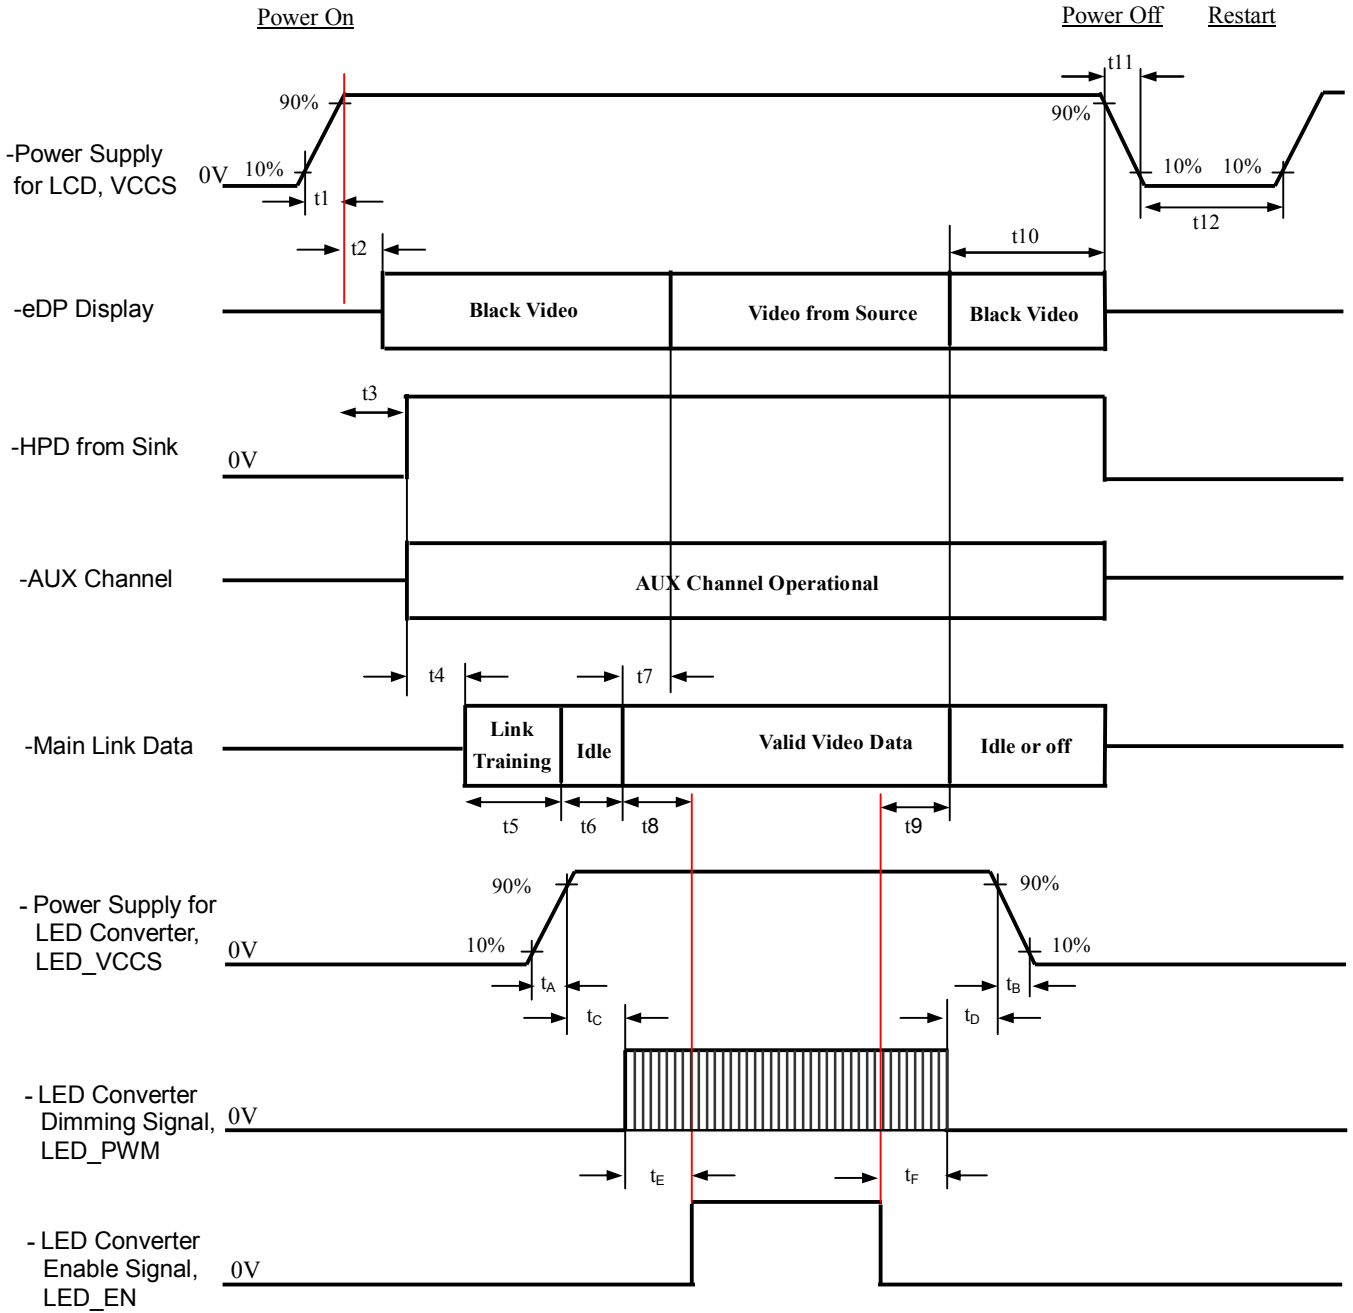 Power On
Power Off
Restart
t11
90%
90%
-Power Supply
for LCD, VCCS
0V
10%
10%
10%
t1
t12
t2
t10
-eDP Display
Black Video
Video from Source
Black Video
t3
-HPD from Sink
0V
-AUX Channel
AUX Channel Operational
t4
t7
-Main Link Data
Link
Training
Idle
Valid Video Data
Idle or off
t5
t6
t8
t9
90%
90%
- Power Supply for
LED Converter,
LED_VCCS
0V
10%
10%
tA
tB
tC
tD
- LED Converter
Dimming Signal,
LED_PWM
0V
tE
tF
- LED Converter
Enable Signal,
LED_EN
0V